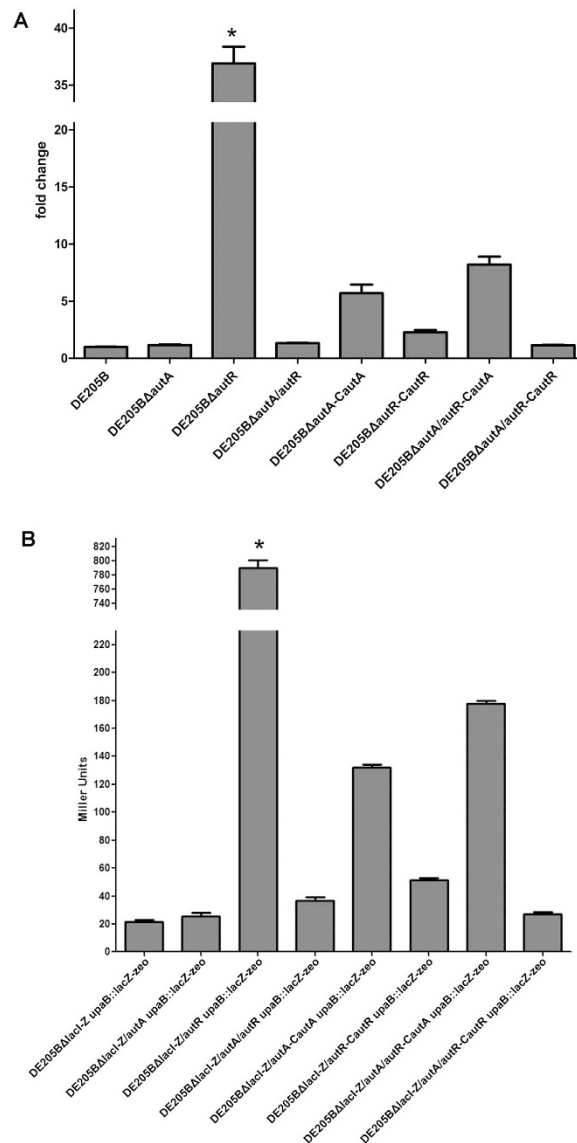 A
*
40
35
20
10
5
0
fold change
DE205B
DE205BΔautA
DE205BΔautR
DE205BΔautA/autR
DE205BΔautA-CautA
DE205BΔautR-CautR
DE205BΔautA/autR-CautA
DE205BΔautA/autR-CautR
B
*
820
800
780
760
740
220
200
180
160
140
120
100
80
60
40
20
0
Miller Units
DE205BΔlacI-Z upaB::lacZ-zeo
DE205BΔlacI-Z/autA upaB::lacZ-zeo
DE205BΔlacI-Z/autR upaB::lacZ-zeo
DE205BΔlacI-Z/autA/autR upaB::lacZ-zeo
DE205BΔlacI-Z/autA-CautA upaB::lacZ-zeo
DE205BΔlacI-Z/autR-CautR upaB::lacZ-zeo
DE205BΔlacI-Z/autA/autR-CautA upaB::lacZ-zeo
DE205BΔlacI-Z/autA/autR-CautR upaB::lacZ-zeo